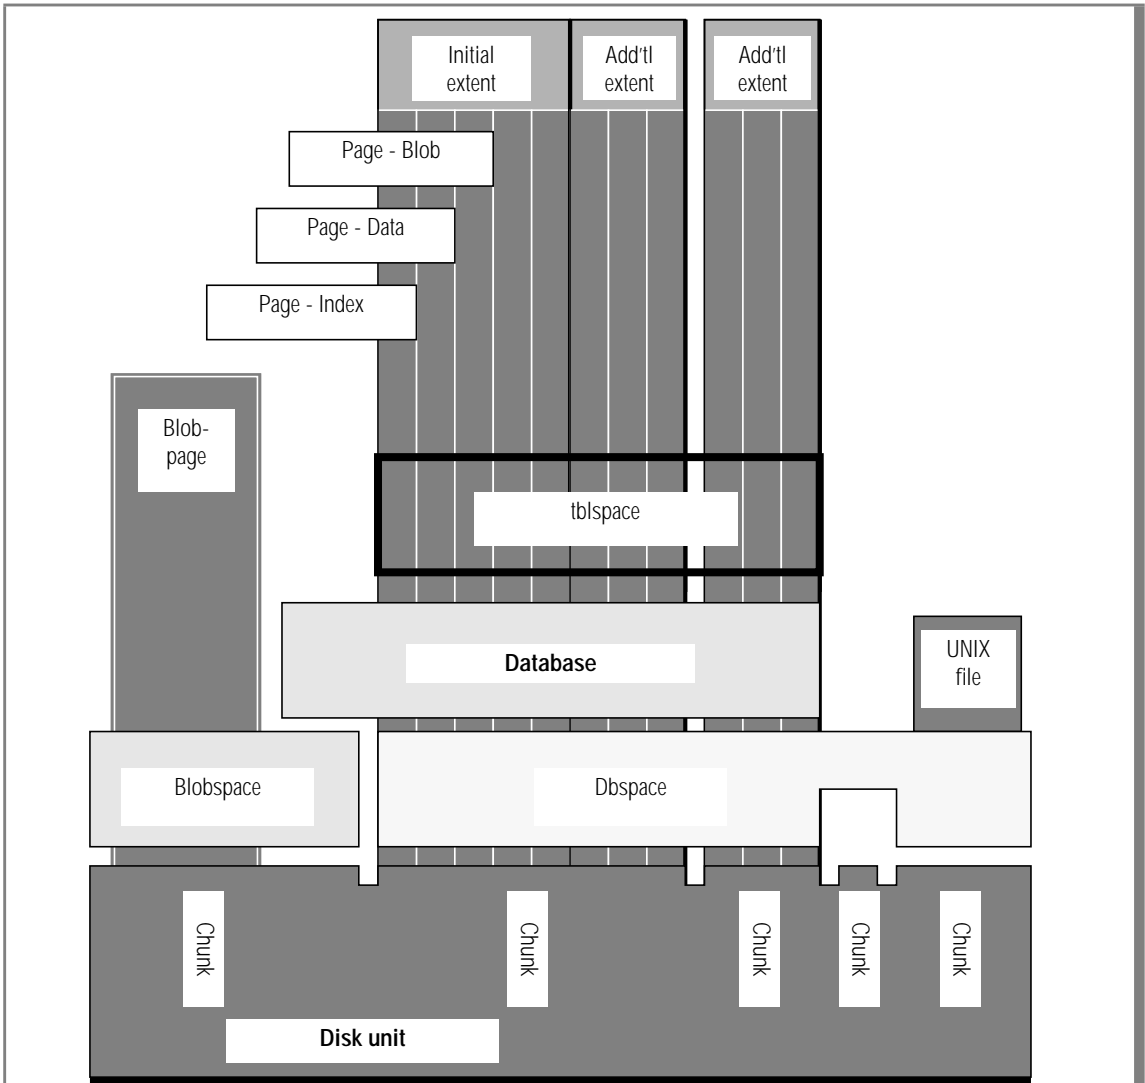 Initial
extent
Add'tl
extent
Add'tl
extent
Page - Blob
Page - Data
Page - Index
Blob-
page
tblspace
Database
UNIX
file
Blobspace
Dbspace
Chunk
Chunk
Chunk
Chunk
Chunk
Disk unit